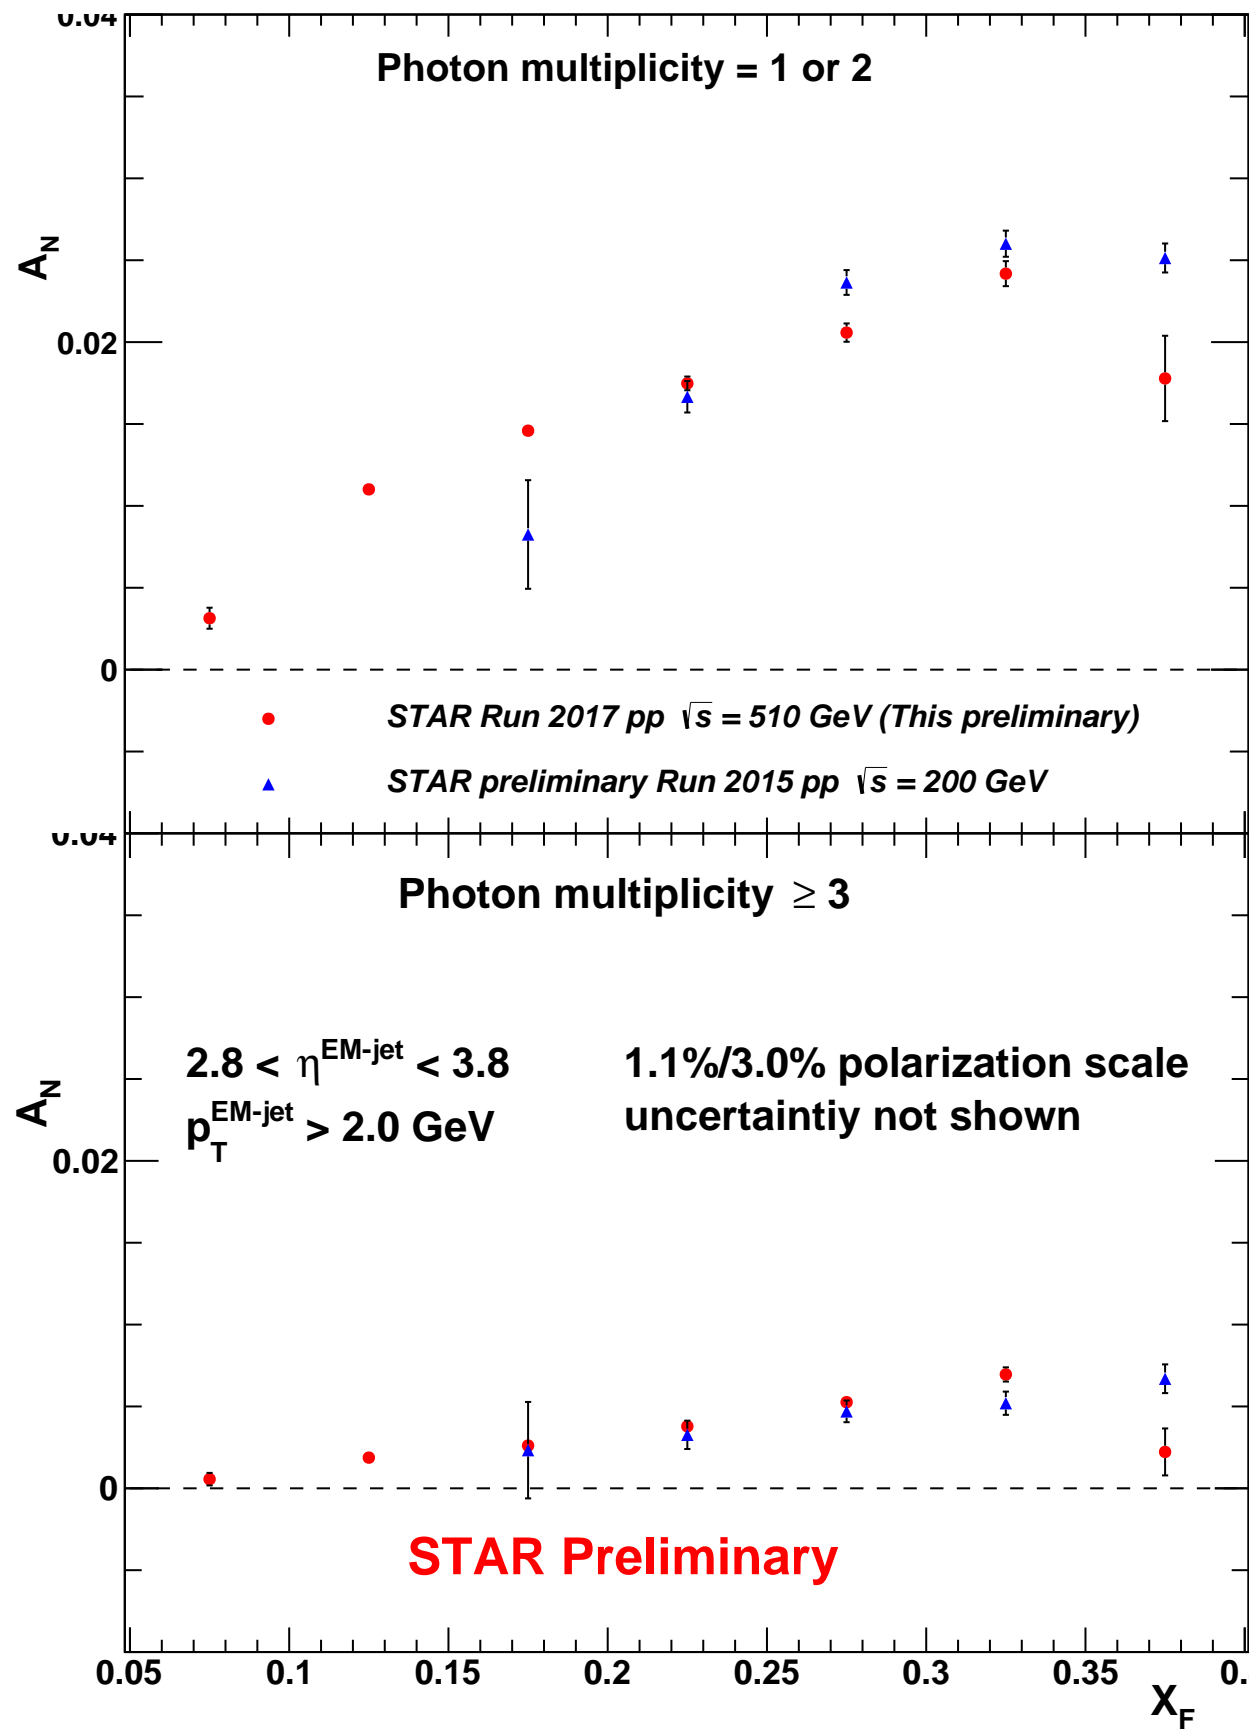 0.04
Photon multiplicity = 1 or 2
A_N
0.02
0
STAR Run 2017 pp √s = 510 GeV (This preliminary)
STAR preliminary Run 2015 pp √s = 200 GeV
0.04
Photon multiplicity ≥ 3
2.8 < η^EM-jet < 3.8
p_T^EM-jet > 2.0 GeV
1.1%/3.0% polarization scale
uncertaintiy not shown
A_N
0.02
0
STAR Preliminary
0.05 0.1 0.15 0.2 0.25 0.3 0.35 0.
X_F